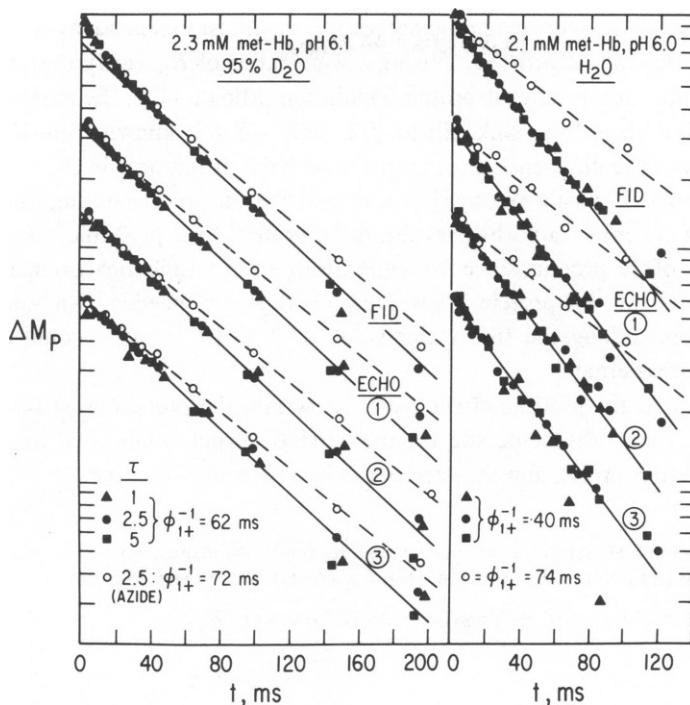 2.3 mM met-Hb, pH 6.1
95% D₂O
2.1 mM met-Hb, pH 6.0
H₂O
ΔMₚ
FID
ECHO
①
②
③
τ
▲ 1
● 2.5 } ϕ₁₊⁻¹ = 62 ms
■ 5
○ 2.5: ϕ₁₊⁻¹ = 72 ms
(AZIDE)
0 40 80 120 160 200
t, ms
FID
ECHO
①
②
③
▲
● } ϕ₁₊⁻¹ = 40 ms
■
○ ϕ₁₊⁻¹ = 74 ms
0 40 80 120
t, ms